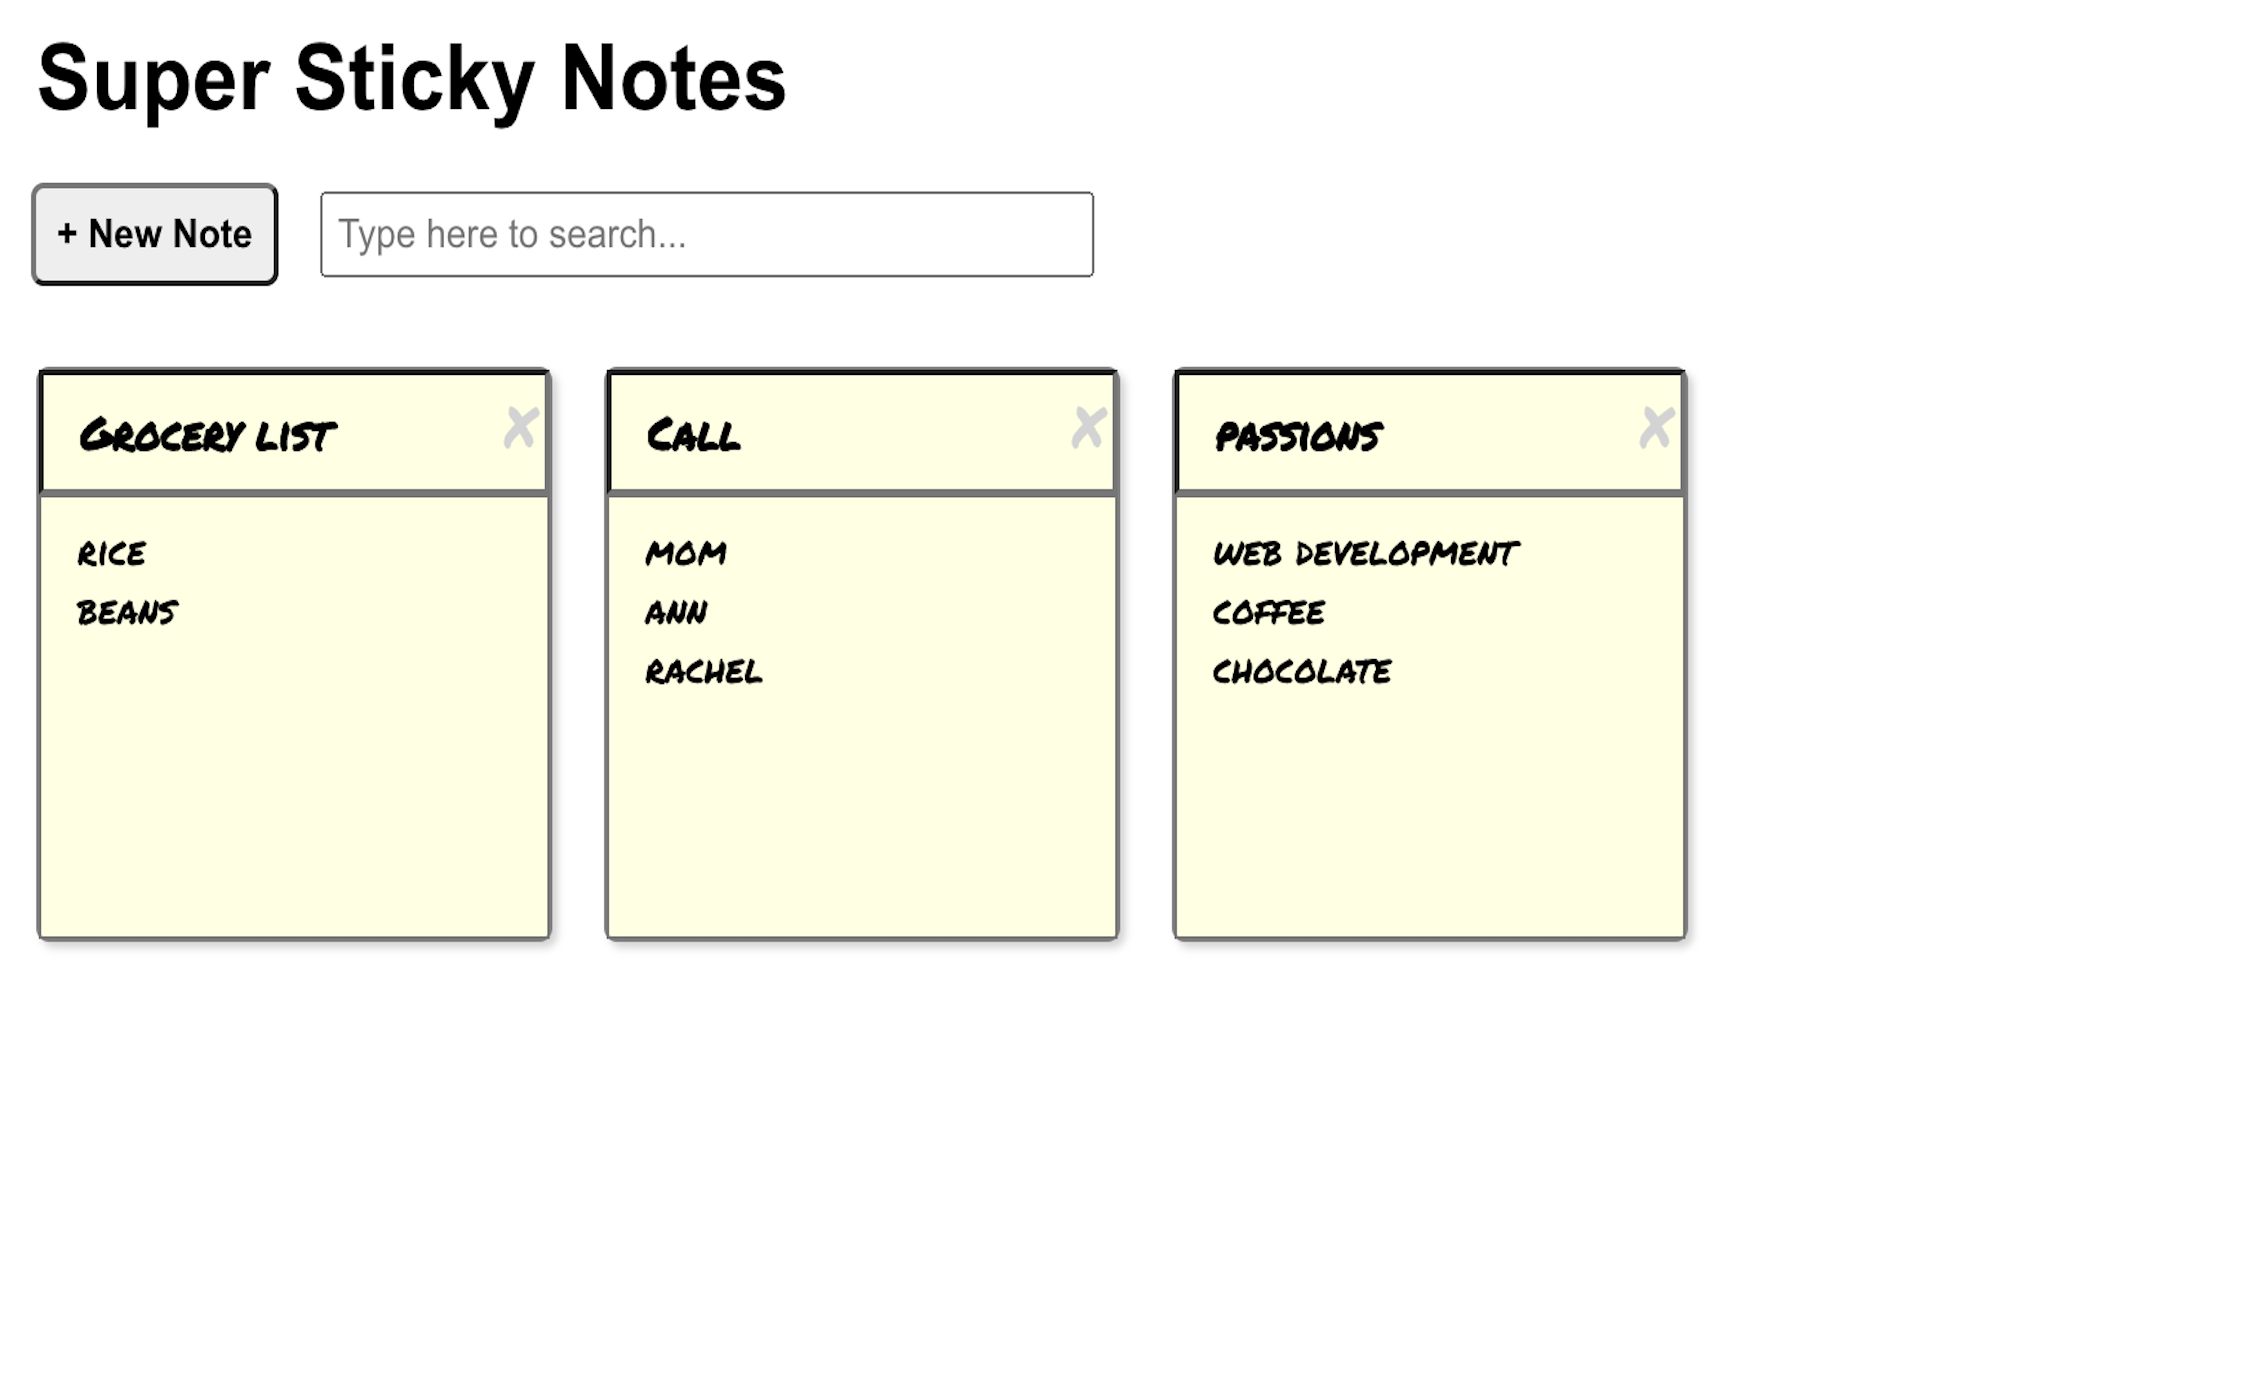 Super Sticky Notes
+ New Note
Type here to search...
Grocery list
✘
rice
beans
Call
✘
mom
ann
rachel
passions
✘
web development
coffee
chocolate